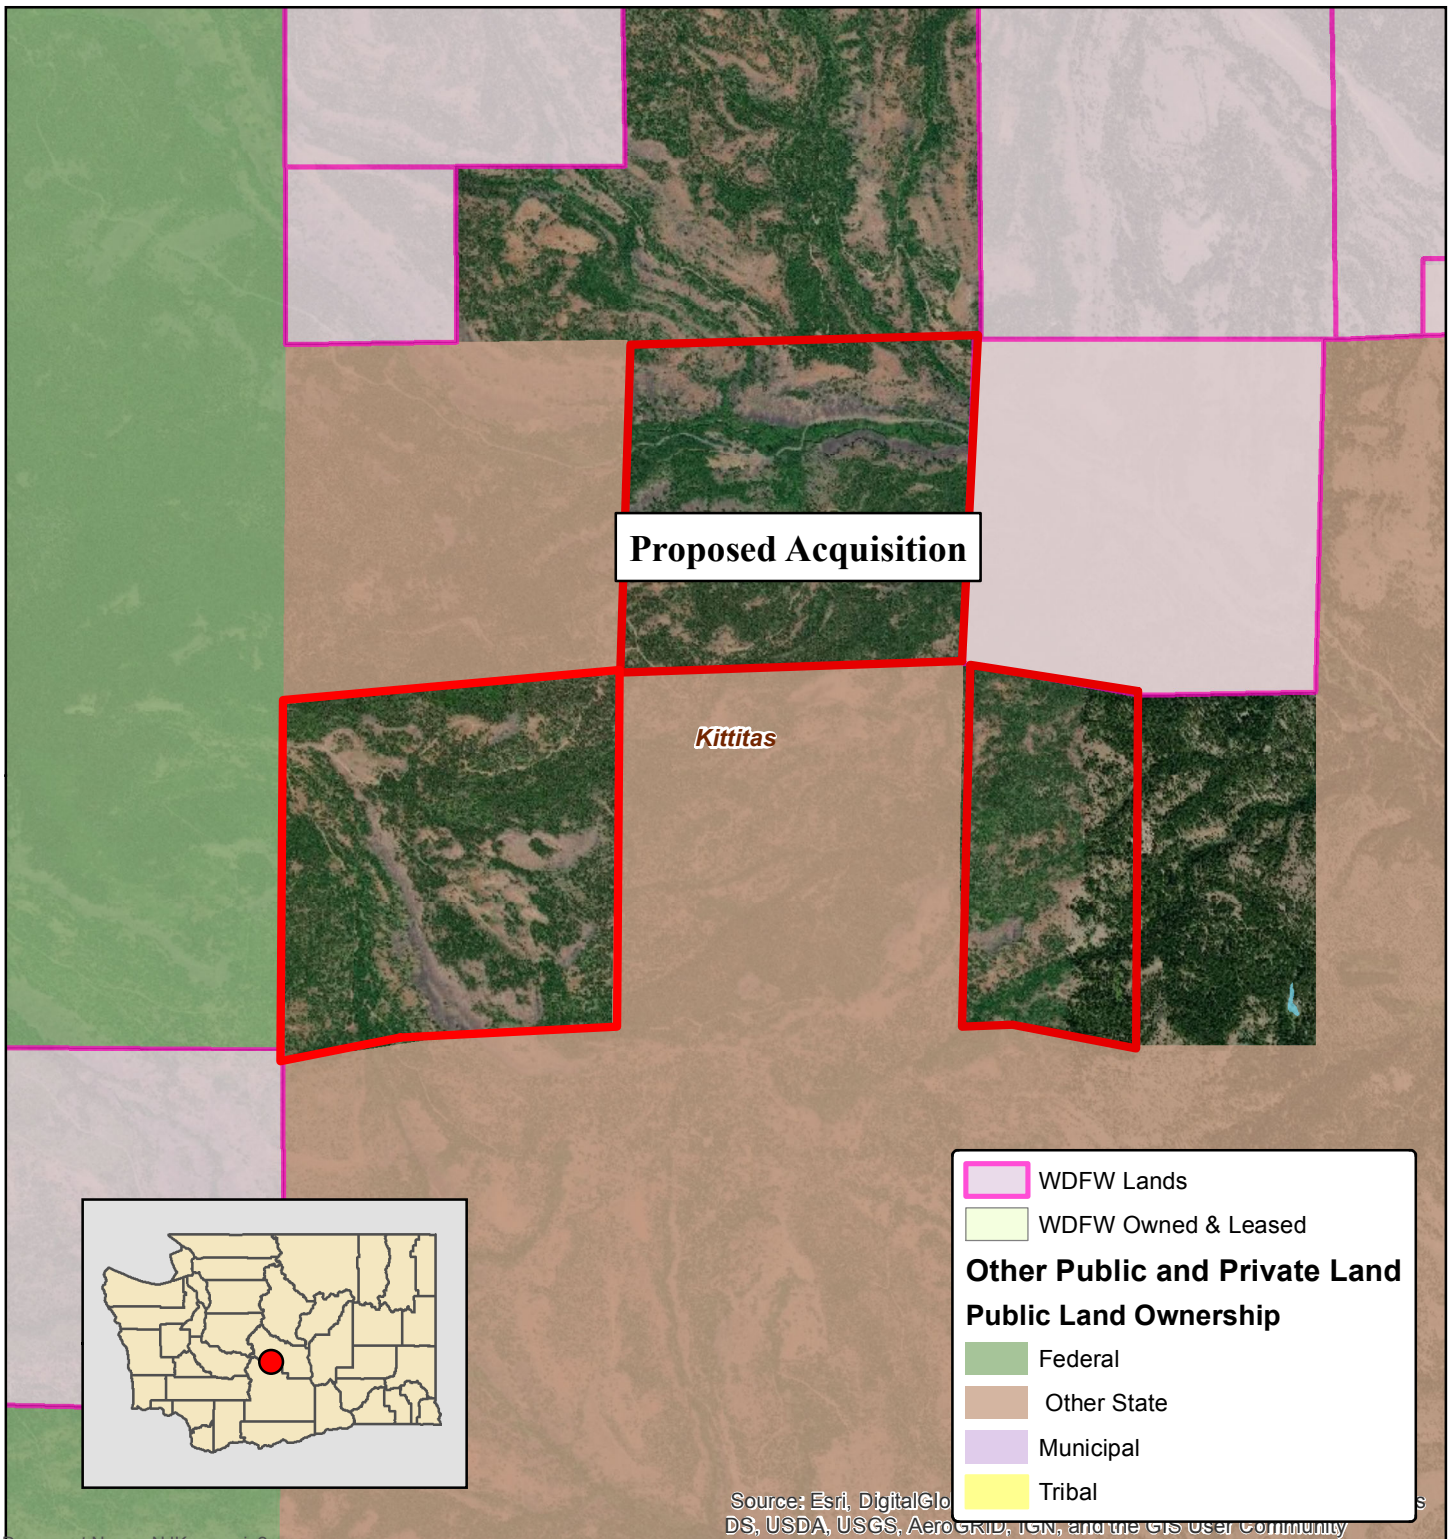 Proposed Acquisition
Kittitas
WDFW Lands
WDFW Owned & Leased
Other Public and Private Land
Public Land Ownership
Federal
Other State
Municipal
Tribal
Source: Esri, DigitalGlo
DS, USDA, USGS, AeroGRID, IGN, and the GIS User Community